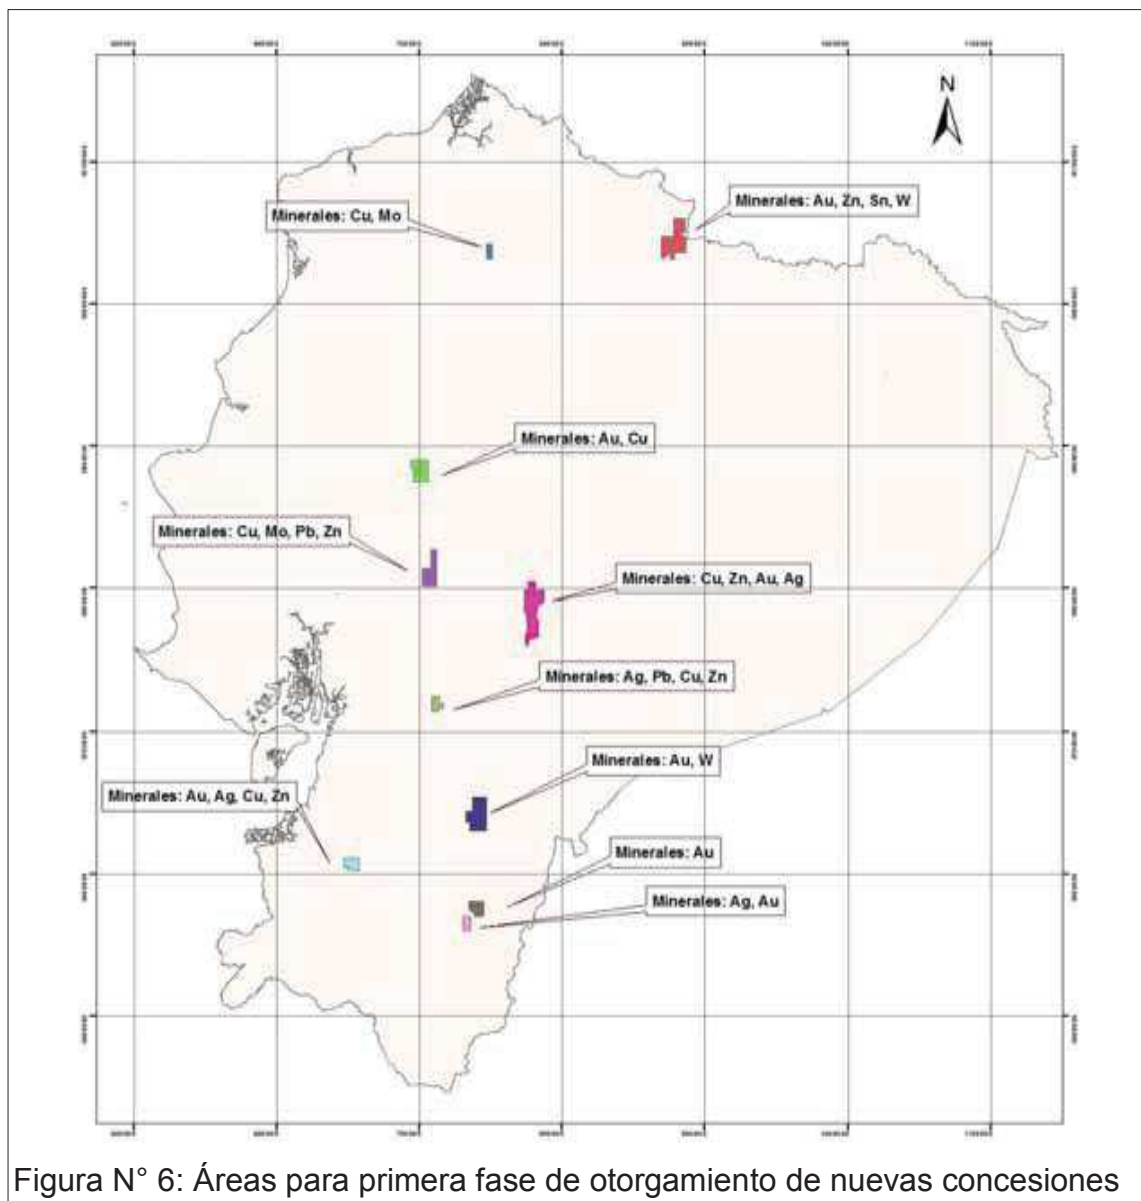 N
Minerales: Au, Zn, Sn, W
Minerales: Cu, Mo
Minerales: Au, Cu
Minerales: Cu, Mo, Pb, Zn
Minerales: Cu, Zn, Au, Ag
Minerales: Ag, Pb, Cu, Zn
Minerales: Au, W
Minerales: Au, Ag, Cu, Zn
Minerales: Au
Minerales: Ag, Au
Figura N° 6: Áreas para primera fase de otorgamiento de nuevas concesiones